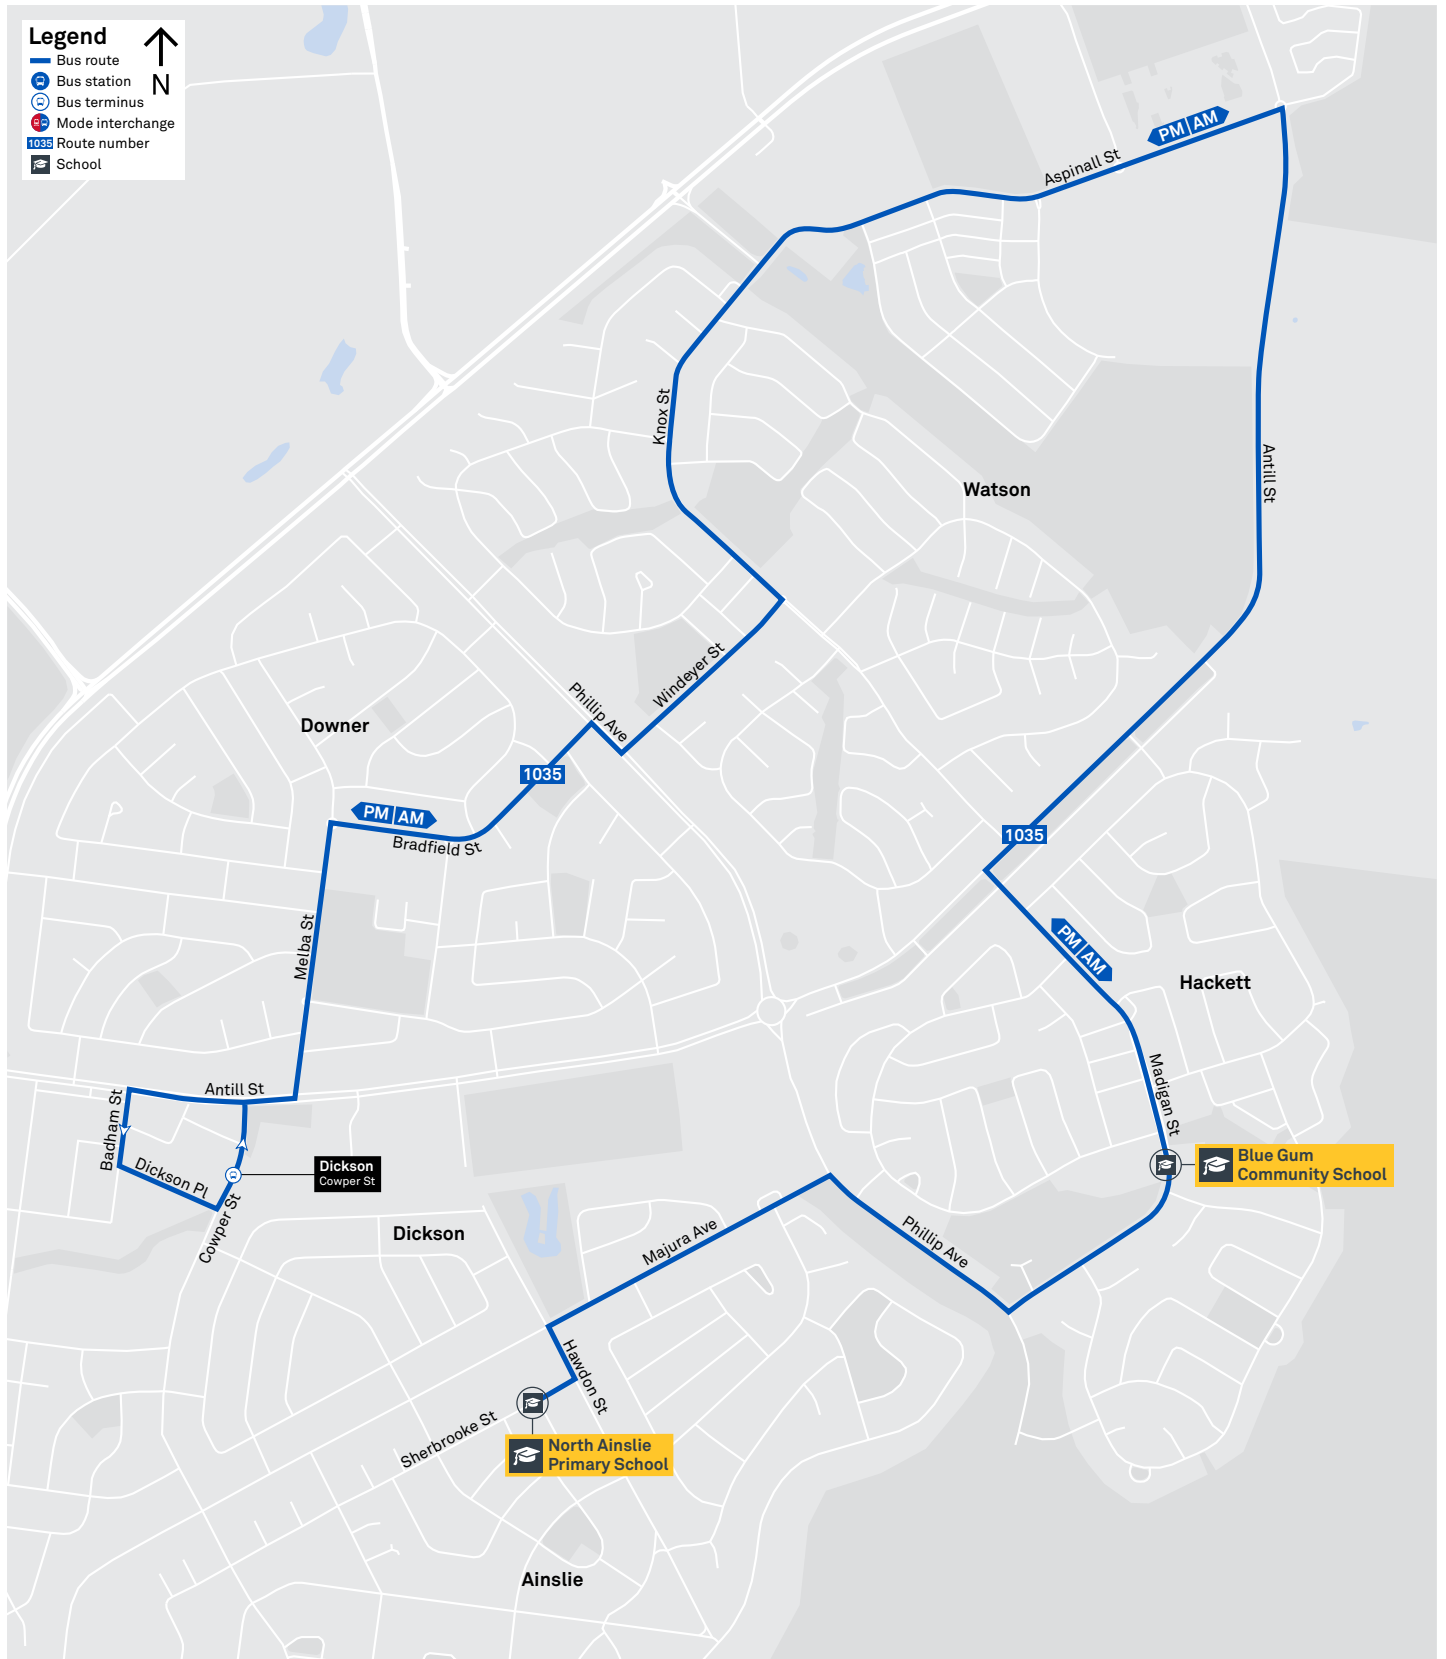 Legend
N
Bus route
Bus station
Bus terminus
Mode interchange
1035 Route number
School
PM AM
Aspinall St
Knox St
Antill St
Watson
Windeyer St
Phillip Ave
Downer
1035
PM AM
Bradfield St
1035
Melba St
PM AM
Hackett
Madigan St
Antill St
Badham St
Dickson Pl
Cowper St
Dickson
Cowper St
Blue Gum
Community School
Dickson
Majura Ave
Phillip Ave
Hawdon St
Sherbrooke St
North Ainslie
Primary School
Ainslie